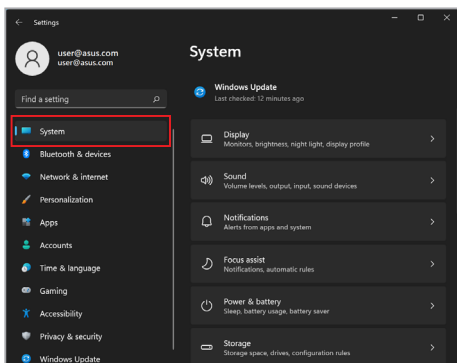 Settings
user@asus.com
user@asus.com
Find a setting
System
Bluetooth & devices
Network & internet
Personalization
Apps
Accounts
Time & language
Gaming
Accessibility
Privacy & security
Windows Update
System
Windows Update
Last checked: 12 minutes ago
Display
Monitors, brightness, night light, display profile
Sound
Volume levels, output, input, sound devices
Notifications
Alerts from apps and system
Focus assist
Notifications, automatic rules
Power & battery
Sleep, battery usage, battery saver
Storage
Storage space, drives, configuration rules